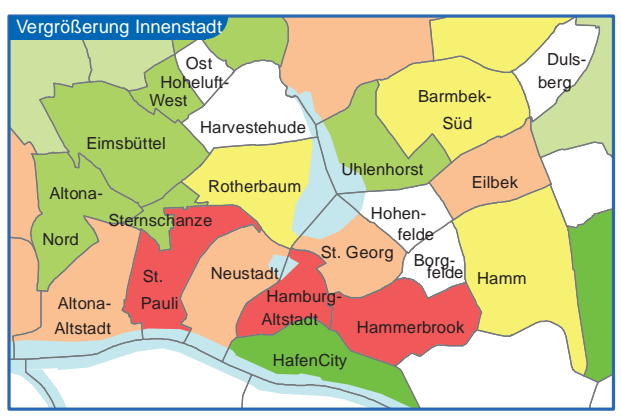 Vergrößerung Innenstadt
Ost
Hoheluft-
West
Duls-
berg
Barmbek-
Süd
Harvestehude
Eimsbüttel
Uhlenhorst
Eilbek
Altona-
Nord
Rotherbaum
Sternschanze
Hohen-
felde
St. Georg
Borg-
felde
Hamm
St.
Pauli
Neustadt
Hamburg-
Altstadt
Altona-
Altstadt
Hammerbrook
HafenCity